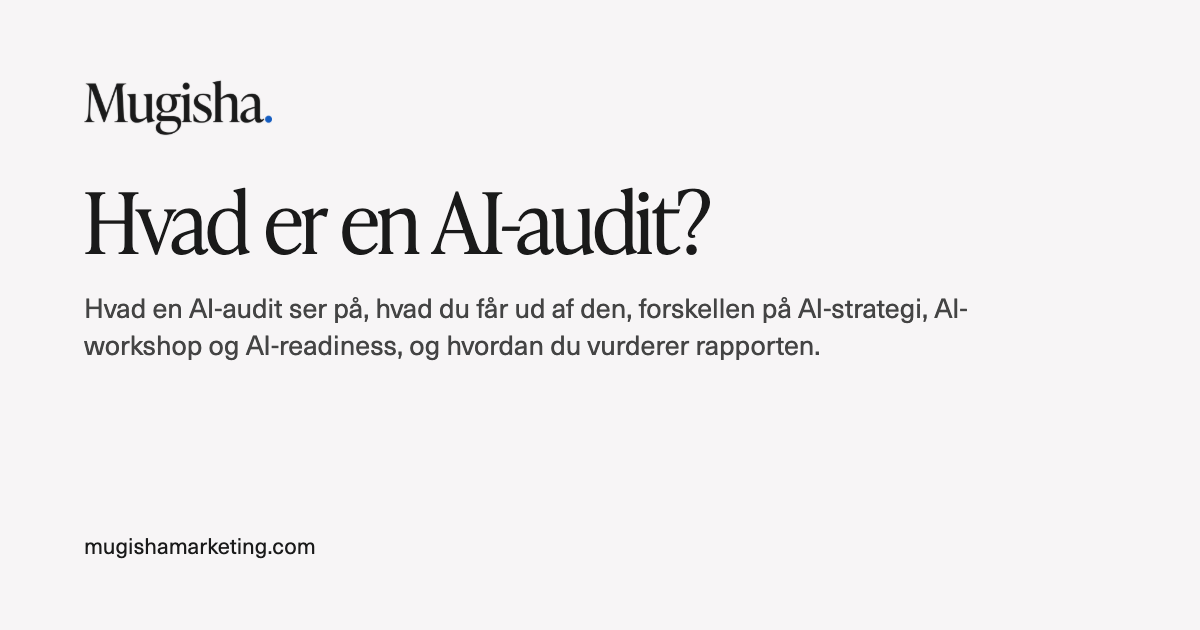 Mugisha.
Hvad er en AI-audit?
Hvad en AI-audit ser på, hvad du får ud af den, forskellen på AI-strategi, AI-
workshop og AI-readiness, og hvordan du vurderer rapporten.
mugishamarketing.com